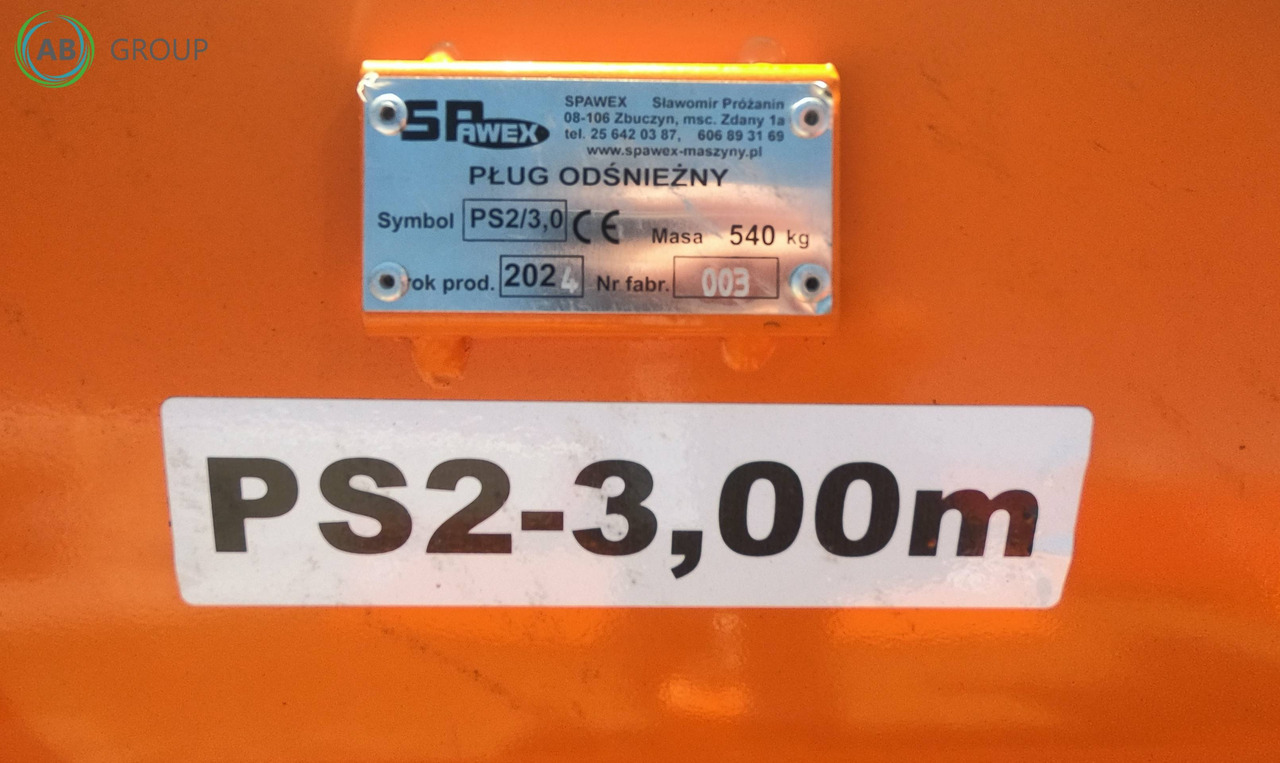 AB GROUP
SPAWEX
SPAWEX Sławomir Próżanin
08-106 Zbuczyn, msc. Zdany 1a
tel. 25 642 03 87, 606 89 31 69
www.spawex-maszyny.pl
PŁUG ODŚNIEŻNY
Symbol PS2/3,0 CE Masa 540 kg
rok prod. 2024 Nr fabr. 003
PS2-3,00m